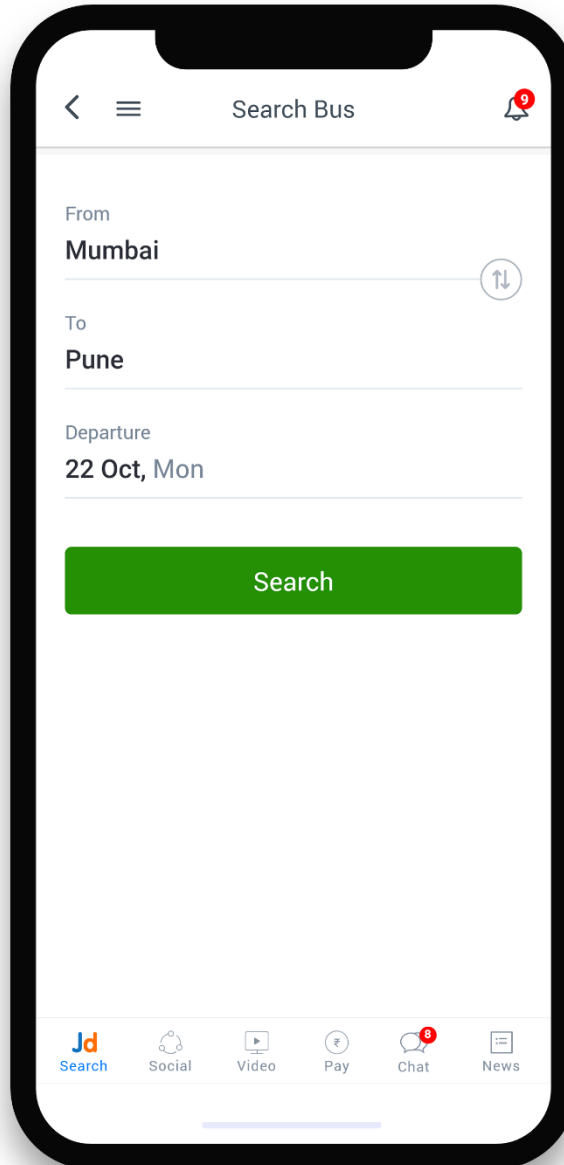 Search Bus
9
From
Mumbai
To
Pune
Departure
22 Oct, Mon
Search
Jd
₹
8
Search Social Video Pay Chat News